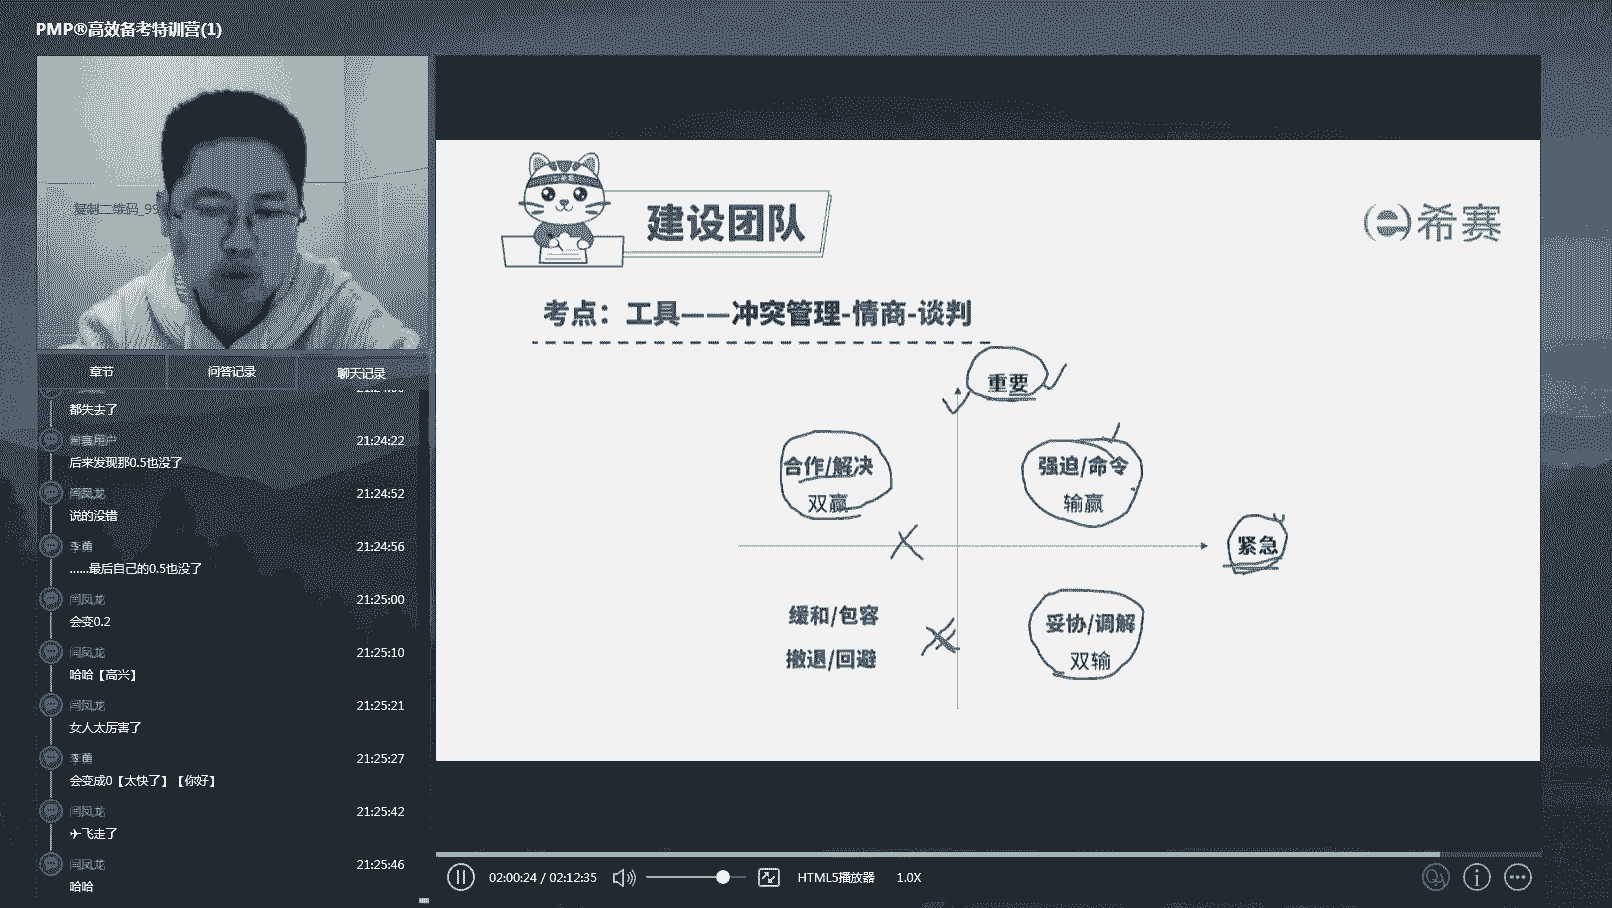 PMP®高效备考特训营(1)
复制二维码_99
章节
问答记录
聊天记录
都失去了
希赛用户
21:24:22
后来发现那0.5也没了
闫凤龙
21:24:52
说的没错
21:24:56
……最后自己的0.5也没了
闫凤龙
21:25:00
会变0.2
闫凤龙
21:25:10
哈哈【高兴】
闫凤龙
21:25:21
女人太厉害了
21:25:27
会变成0【太快了】【你好】
闫凤龙
21:25:42
✈飞走了
闫凤龙
21:25:46
哈哈
建设团队
希赛
考点：工具——冲突管理-情商-谈判
重要
合作/解决
双赢
强迫/命令
输赢
紧急
缓和/包容
撤退/回避
妥协/调解
双输
02:00:24 / 02:12:35
HTML5播放器
1.0X